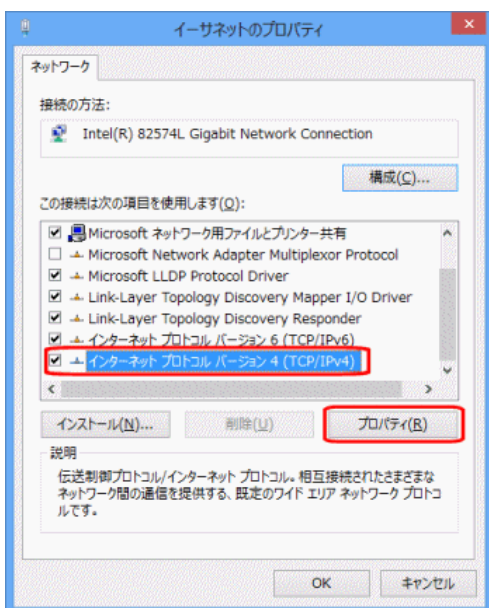 イーサネットのプロパティ
ネットワーク
接続の方法:
Intel(R) 82574L Gigabit Network Connection
構成(C)...
この接続は次の項目を使用します(O):
Microsoft ネットワーク用ファイルとプリンター共有
Microsoft Network Adapter Multiplexor Protocol
Microsoft LLDP Protocol Driver
Link-Layer Topology Discovery Mapper I/O Driver
Link-Layer Topology Discovery Responder
インターネット プロトコル バージョン 6 (TCP/IPv6)
インターネット プロトコル バージョン 4 (TCP/IPv4)
インストール(N)...
削除(U)
プロパティ(R)
説明
伝送制御プロトコル/インターネット プロトコル。相互接続されたさまざまな
ネットワーク間の通信を提供する、既定のワイド エリア ネットワーク プロトコ
ルです。
OK
キャンセル